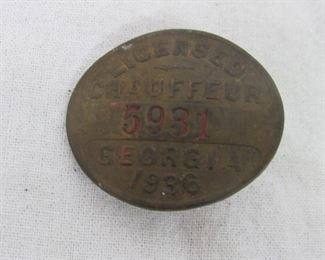 LICENSED
CHAUFFEUR
5931
GEORGIA
1936